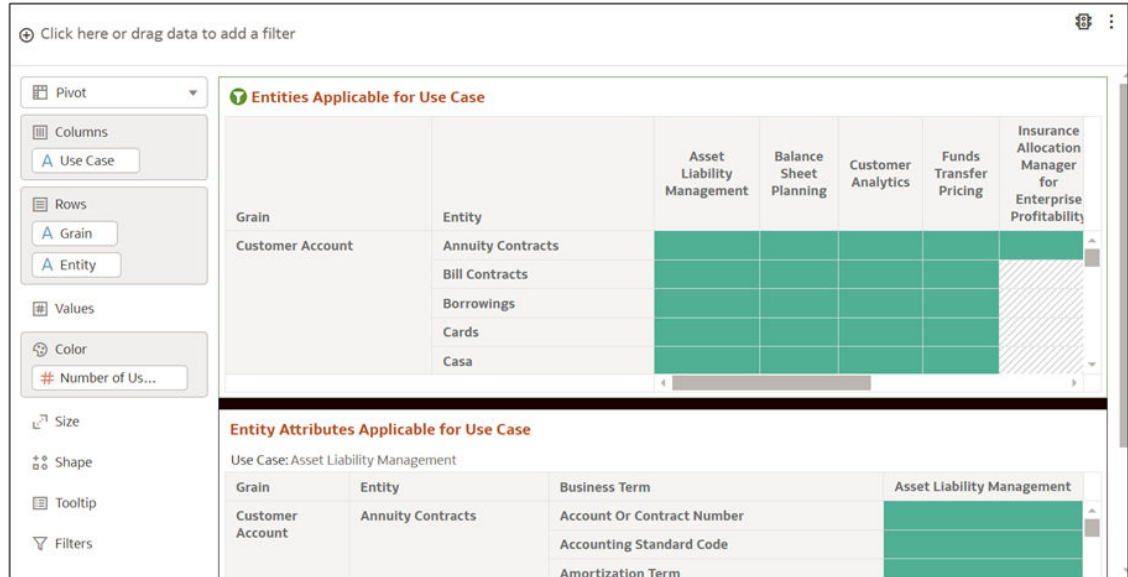 Click here or drag data to add a filter
Pivot
Columns
A Use Case
Rows
A Grain
A Entity
# Values
Color
# Number of Us...
Size
Shape
Tooltip
Filters
Entities Applicable for Use Case
Grain
Entity
Asset
Liability
Management
Balance
Sheet
Planning
Customer
Analytics
Funds
Transfer
Pricing
Insurance
Allocation
Manager
for
Enterprise
Profitability
Customer Account
Annuity Contracts
Bill Contracts
Borrowings
Cards
Casa
Entity Attributes Applicable for Use Case
Use Case: Asset Liability Management
Grain
Entity
Business Term
Asset Liability Management
Customer
Account
Annuity Contracts
Account Or Contract Number
Accounting Standard Code
Amortization Term